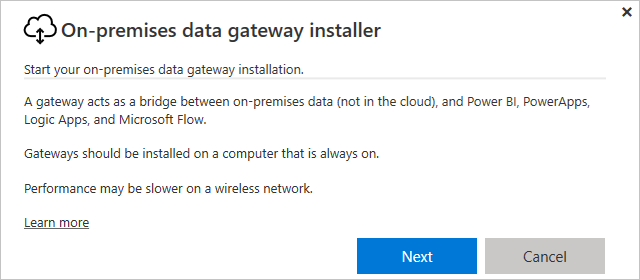 On-premises data gateway installer
Start your on-premises data gateway installation.
A gateway acts as a bridge between on-premises data (not in the cloud), and Power BI, PowerApps,
Logic Apps, and Microsoft Flow.
Gateways should be installed on a computer that is always on.
Performance may be slower on a wireless network.
Learn more
Next
Cancel